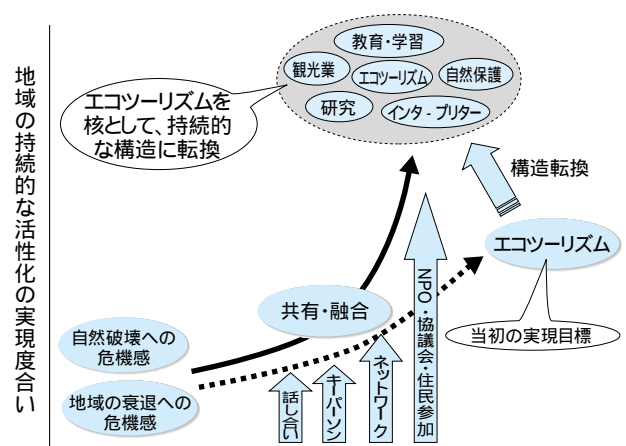 教育・学習
観光業
エコツーリズム
自然保護
研究
インタ - プリター
エコツーリズムを
核として、持続的
な構造に転換
構造転換
地域の持続的な活性化の実現度合い
エコツーリズム
共有・融合
当初の実現目標
自然破壊への
危機感
地域の衰退への
危機感
話し合い
キーパーソン
ネットワーク
NPO・協議会・住民参加